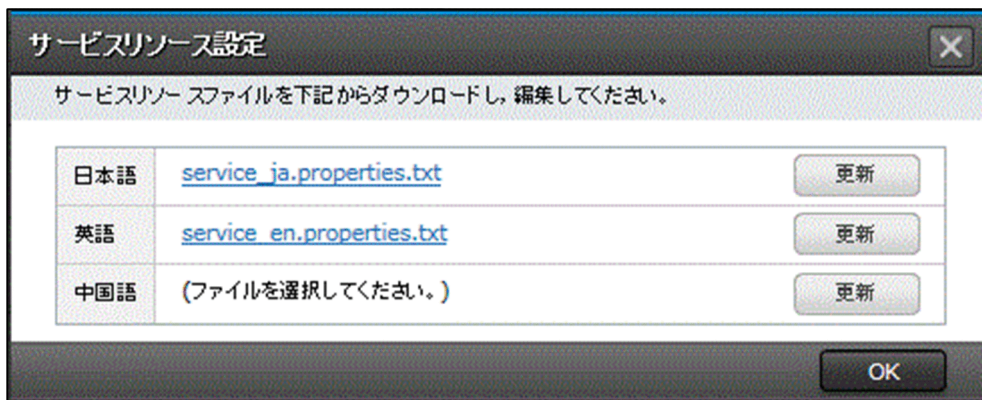 サービスリソース設定
サービスリソースファイルを下記からダウンロードし，編集してください。
日本語 service_ja.properties.txt 更新
英語 service_en.properties.txt 更新
中国語 (ファイルを選択してください。) 更新
OK